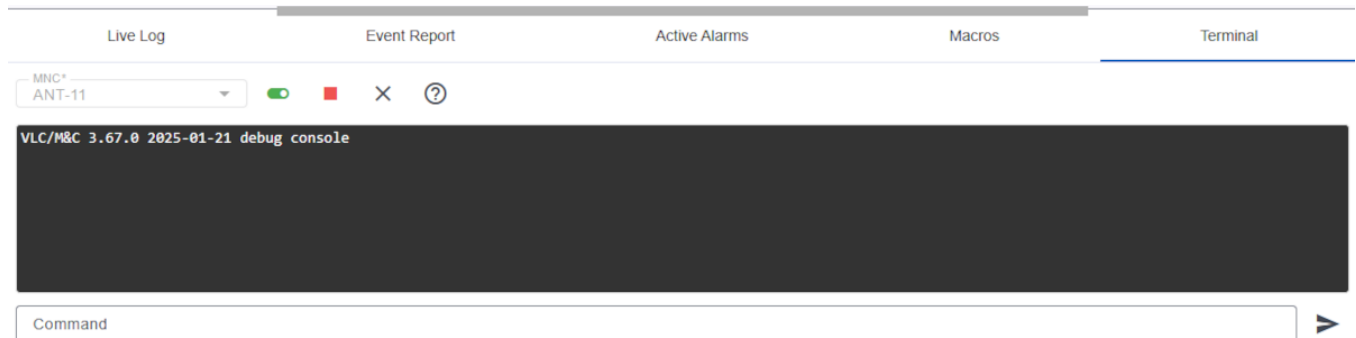 Live Log Event Report Active Alarms Macros Terminal
MNC*
ANT-11
VLC/M&C 3.67.0 2025-01-21 debug console
Command